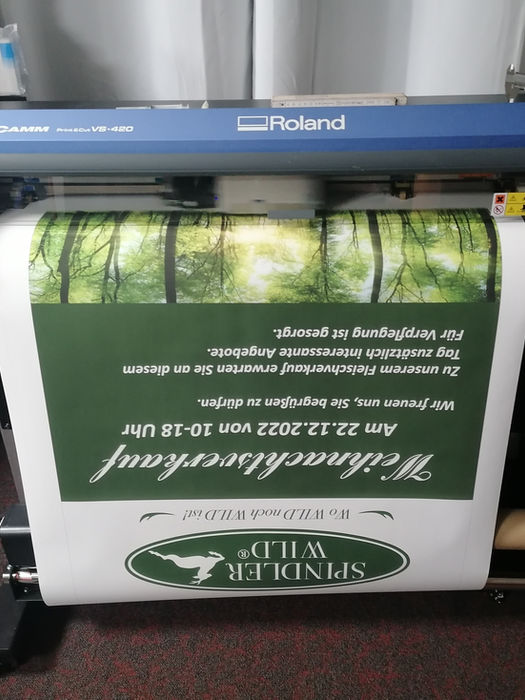 CAMM Print&Cut VS-420
Roland
SPINDLER
WILD®
Wo WILD noch WILD ist!
Weihnachtsverkauf
Am 22.12.2022 von 10-18 Uhr
Wir freuen uns, Sie begrüßen zu dürfen.
Zu unserem Fleischverkauf erwarten Sie an diesem
Tag zusätzlich interessante Angebote.
Für Verpflegung ist gesorgt.